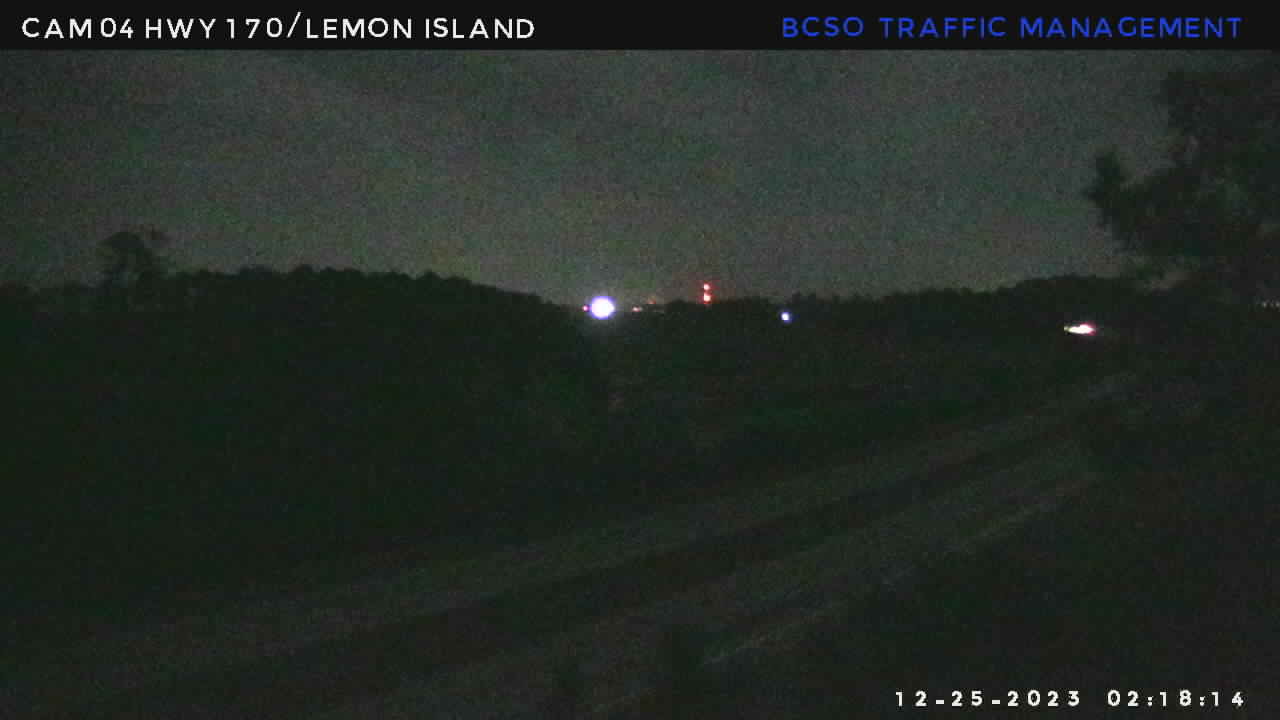 CAM04 HWY 170/LEMON ISLAND
BCSO TRAFFIC MANAGEMENT
12-25-2023 02:18:14